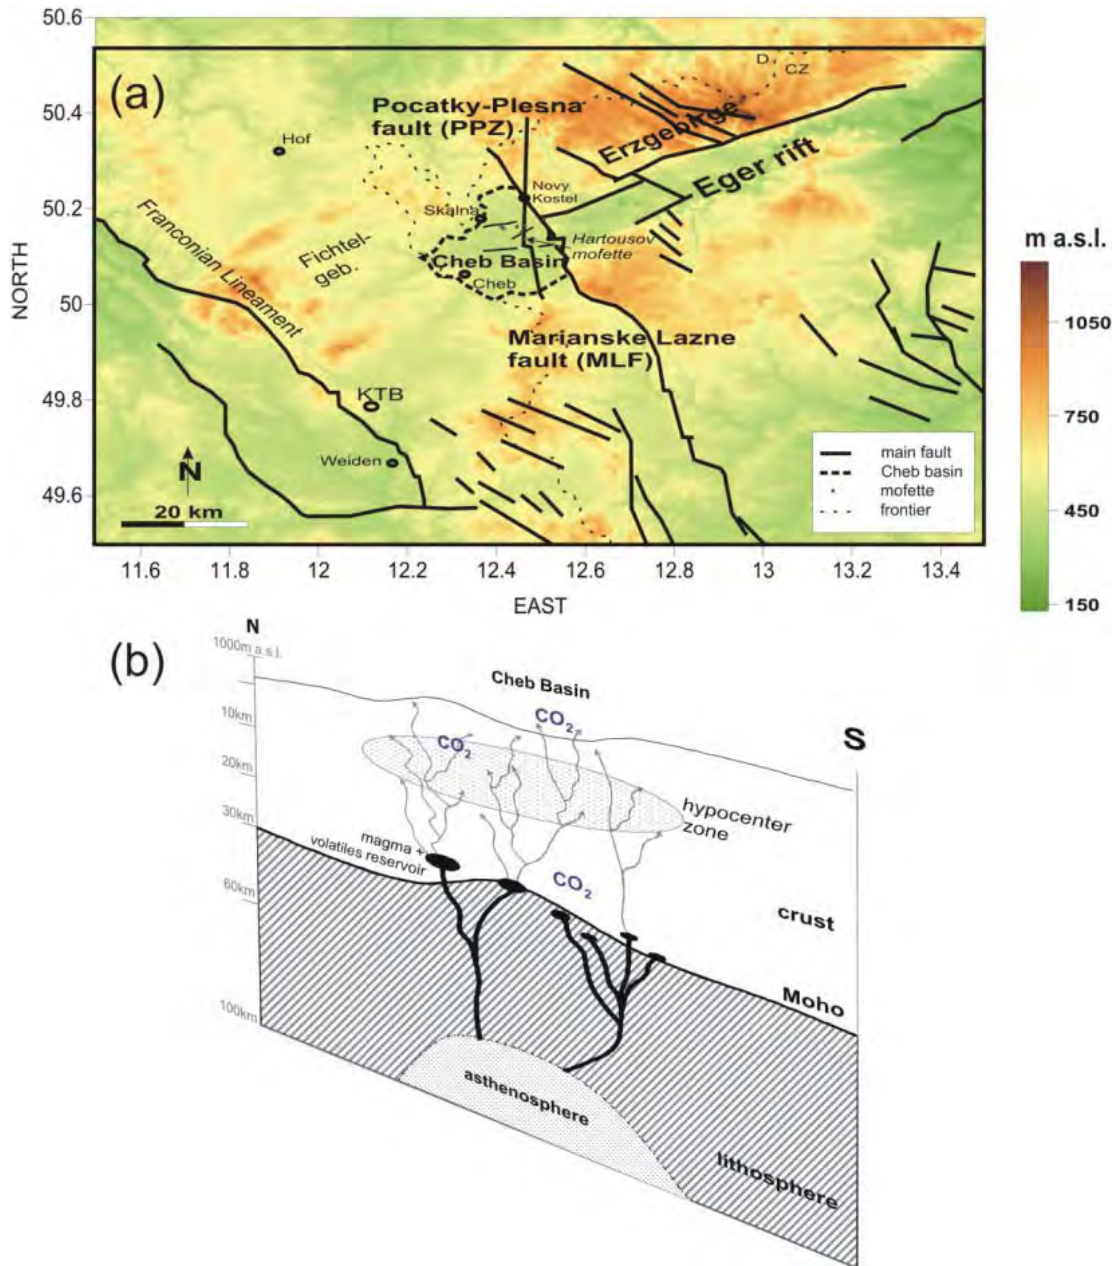 50.6
50.4
50.2
50
49.8
49.6
NORTH
(a)
D
CZ
Pocatky-Plesna
fault (PPZ)
Erzgebirge
Eger rift
Hof
Novy
Kostel
Skalna
Hartousov
mofette
Franconian Lineament
Fichtel-
geb.
Cheb Basin
Cheb
Marianske Lazne
fault (MLF)
KTB
Weiden
N
20 km
main fault
Cheb basin
mofette
frontier
m a.s.l.
1050
750
450
150
11.6 11.8 12 12.2 12.4 12.6 12.8 13 13.2 13.4
EAST
(b)
N
1000m a.s.l.
10km
20km
30km
60km
100km
Cheb Basin
CO2
CO2
S
hypocenter
zone
magma +
volatiles reservoir
CO2
crust
Moho
asthenosphere
lithosphere